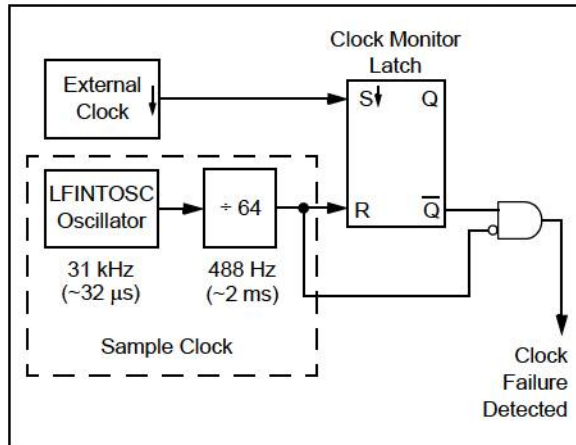 Clock Monitor
Latch
External
Clock
S
Q
LFINTOSC
Oscillator
÷ 64
R
Q
31 kHz
(~32 µs)
488 Hz
(~2 ms)
Sample Clock
Clock
Failure
Detected